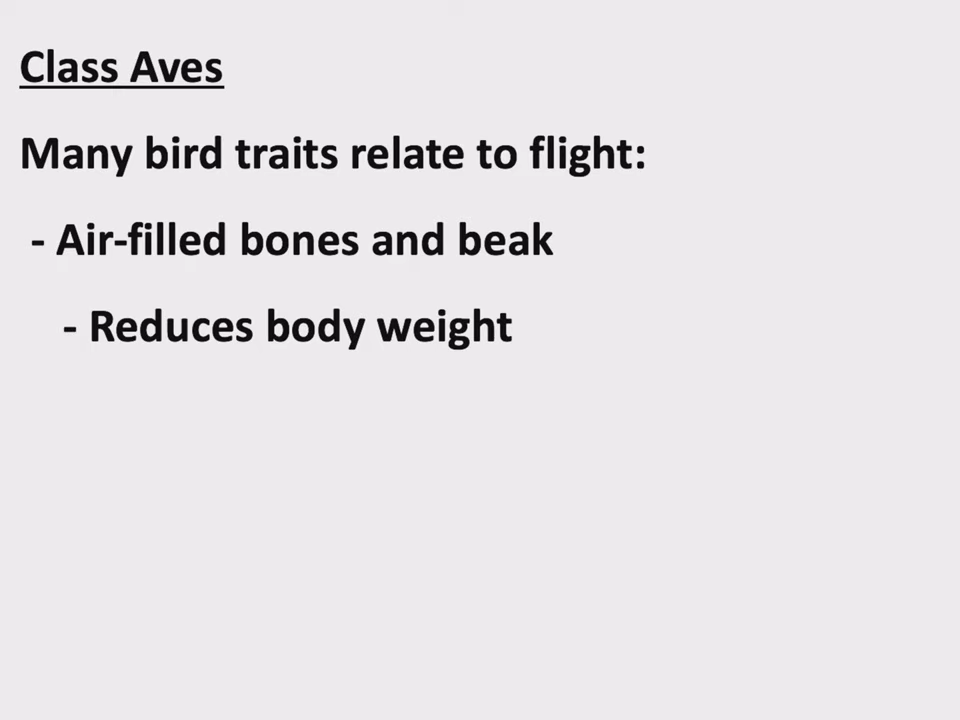 Class Aves
Many bird traits relate to flight:
- Air-filled bones and beak
- Reduces body weight